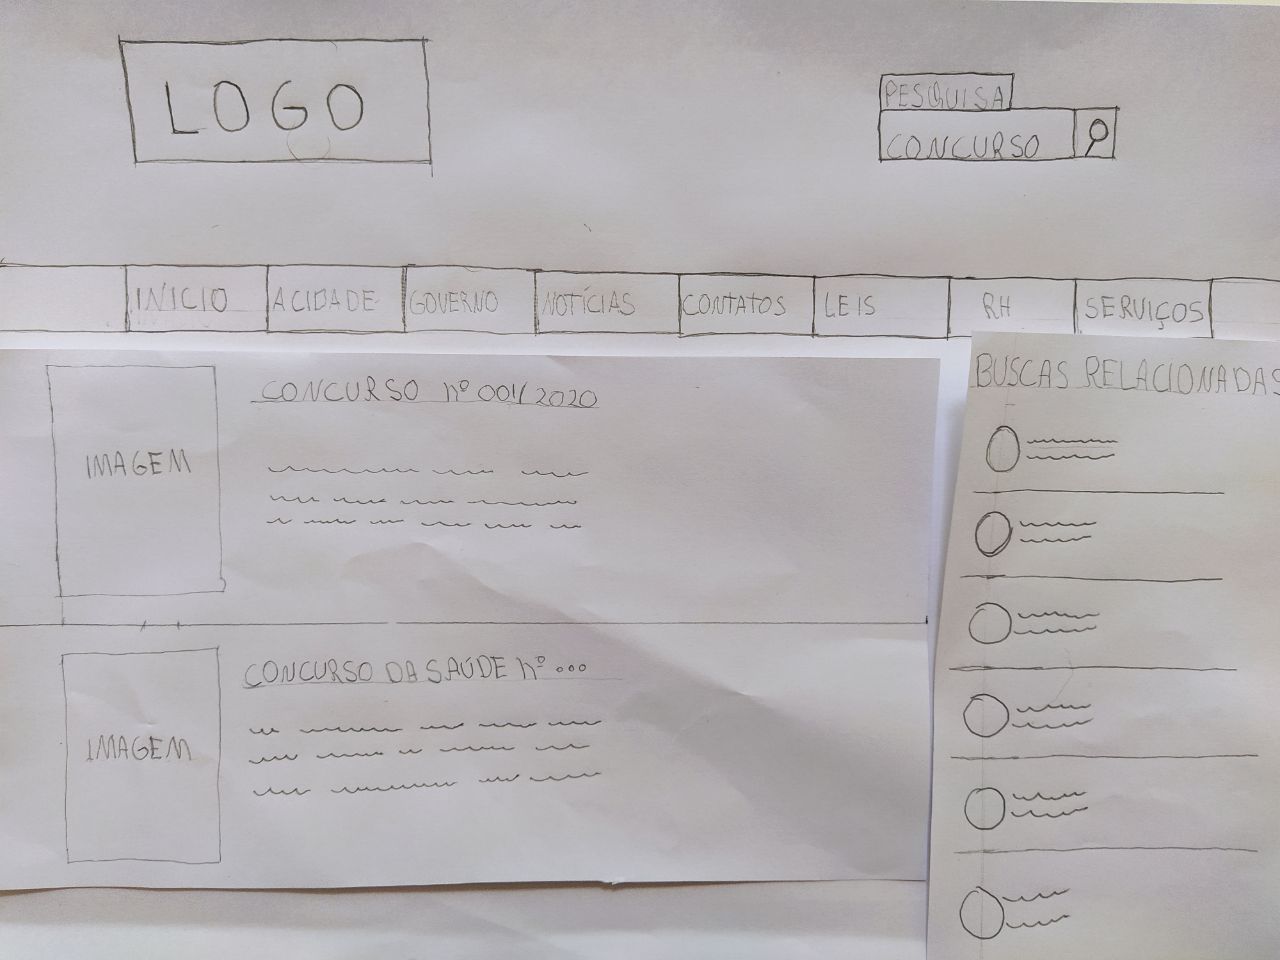 LOGO
PESQUISA
CONCURSO
INICIO
A CIDADE
GOVERNO
NOTÍCIAS
CONTATOS
LEIS
RH
SERVIÇOS
CONCURSO nº 001/2020
IMAGEM
CONCURSO DA SAÚDE nº ...
IMAGEM
BUSCAS RELACIONADAS